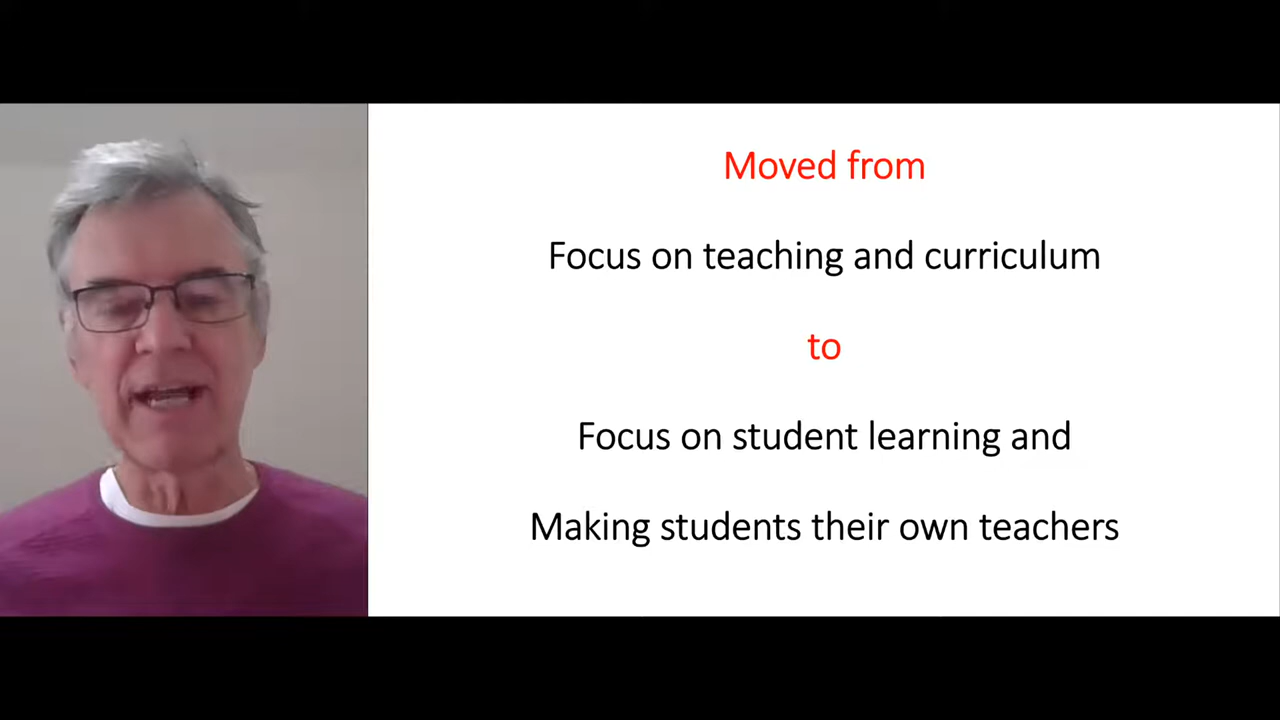 Moved from
Focus on teaching and curriculum
to
Focus on student learning and
Making students their own teachers